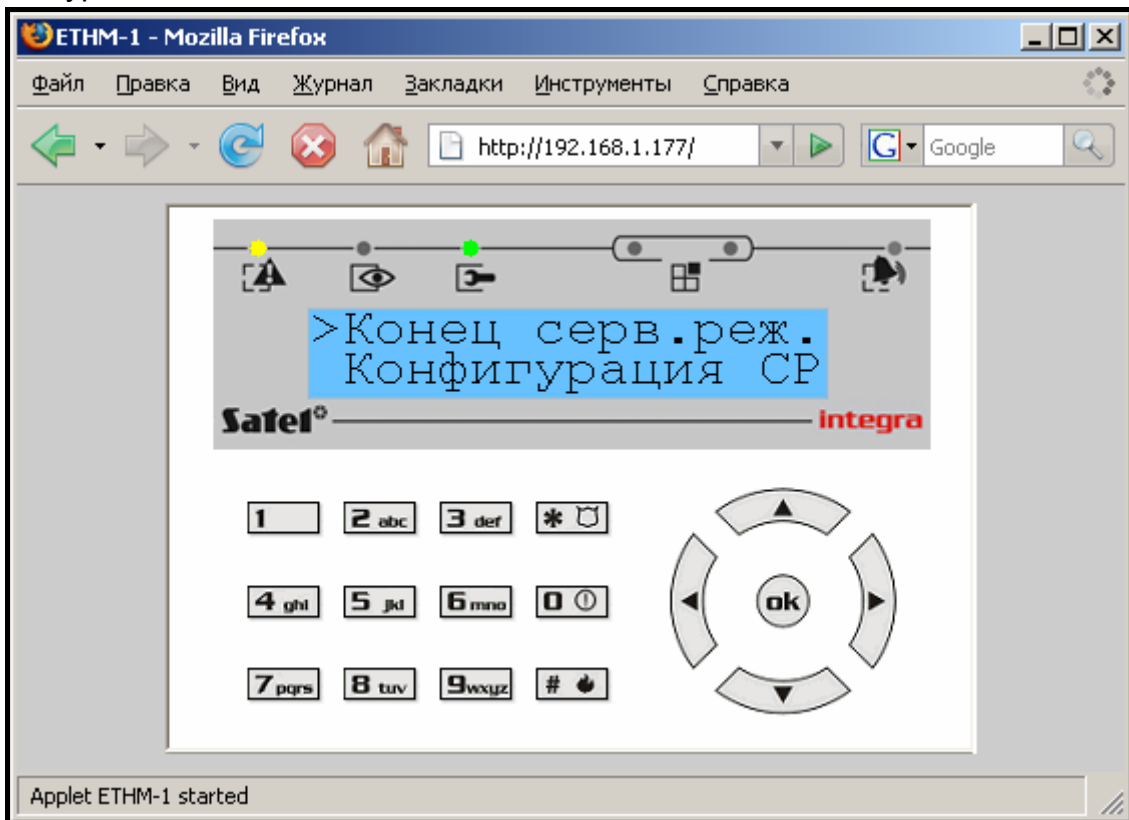 ETHM-1 - Mozilla Firefox
Файл Правка Вид Журнал Закладки Инструменты Справка
http://192.168.1.177/ G Google
>Конец серв.реж.
Конфигурация СР
Satel integra
1 2 abc 3 def *
4 ghi 5 jkl 6 mno 0
ok
7 pqrs 8 tuv 9 wxyz #
Applet ETHM-1 started